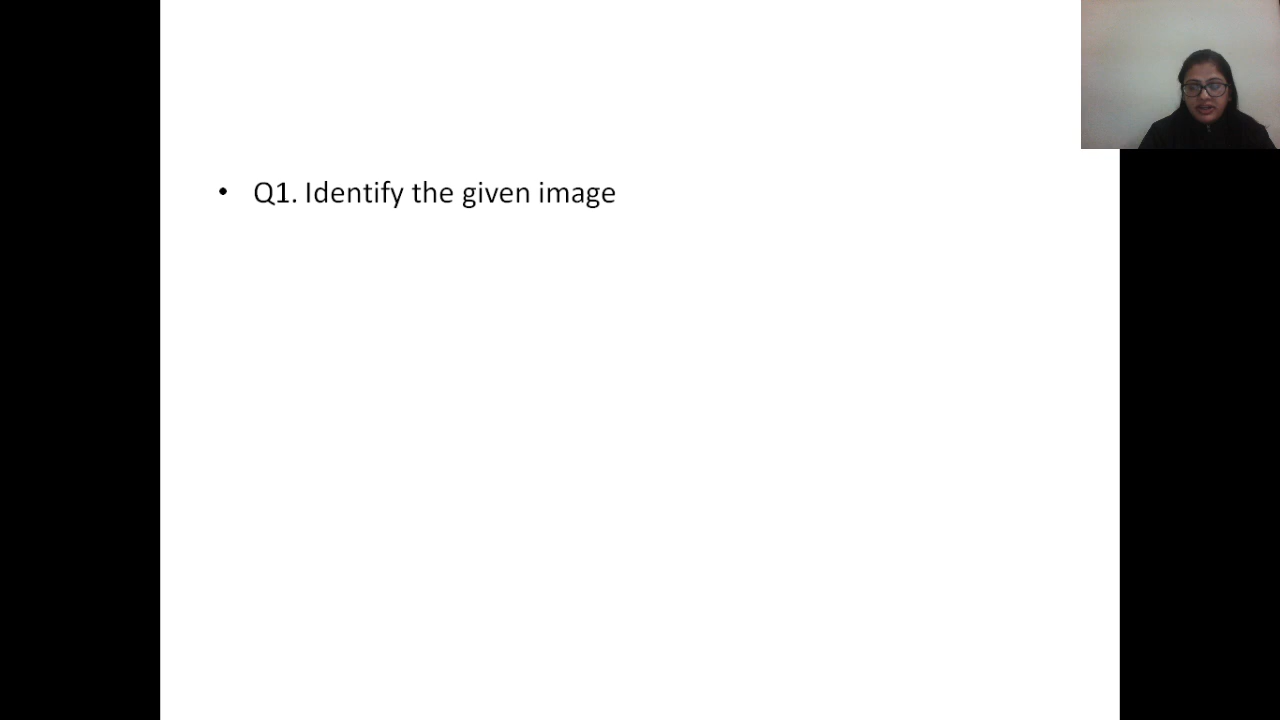 • Q1. Identify the given image